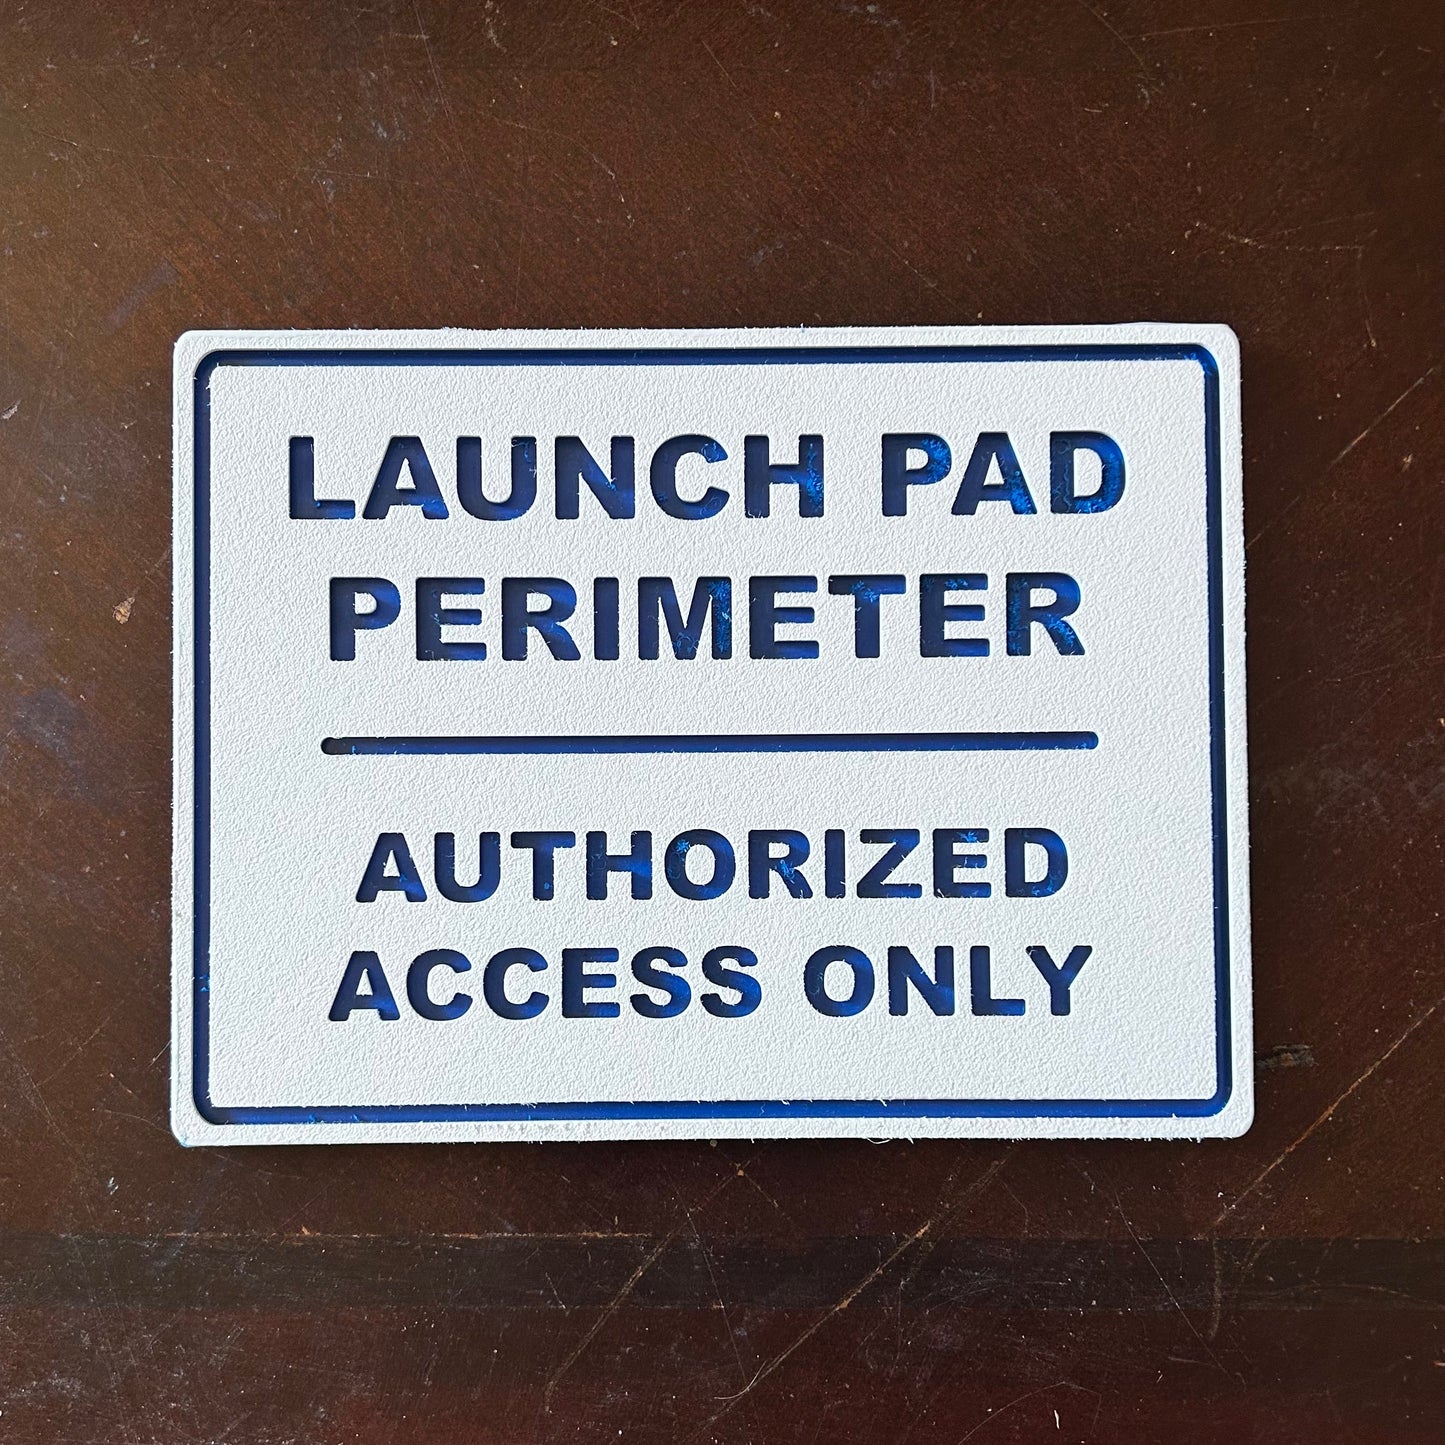 LAUNCH PAD
PERIMETER
AUTHORIZED
ACCESS ONLY